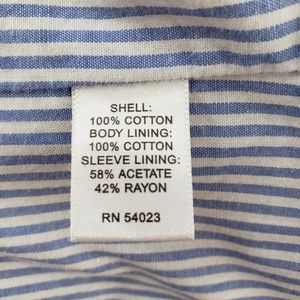 SHELL:
100% COTTON
BODY LINING:
100% COTTON
SLEEVE LINING:
58% ACETATE
42% RAYON
RN 54023